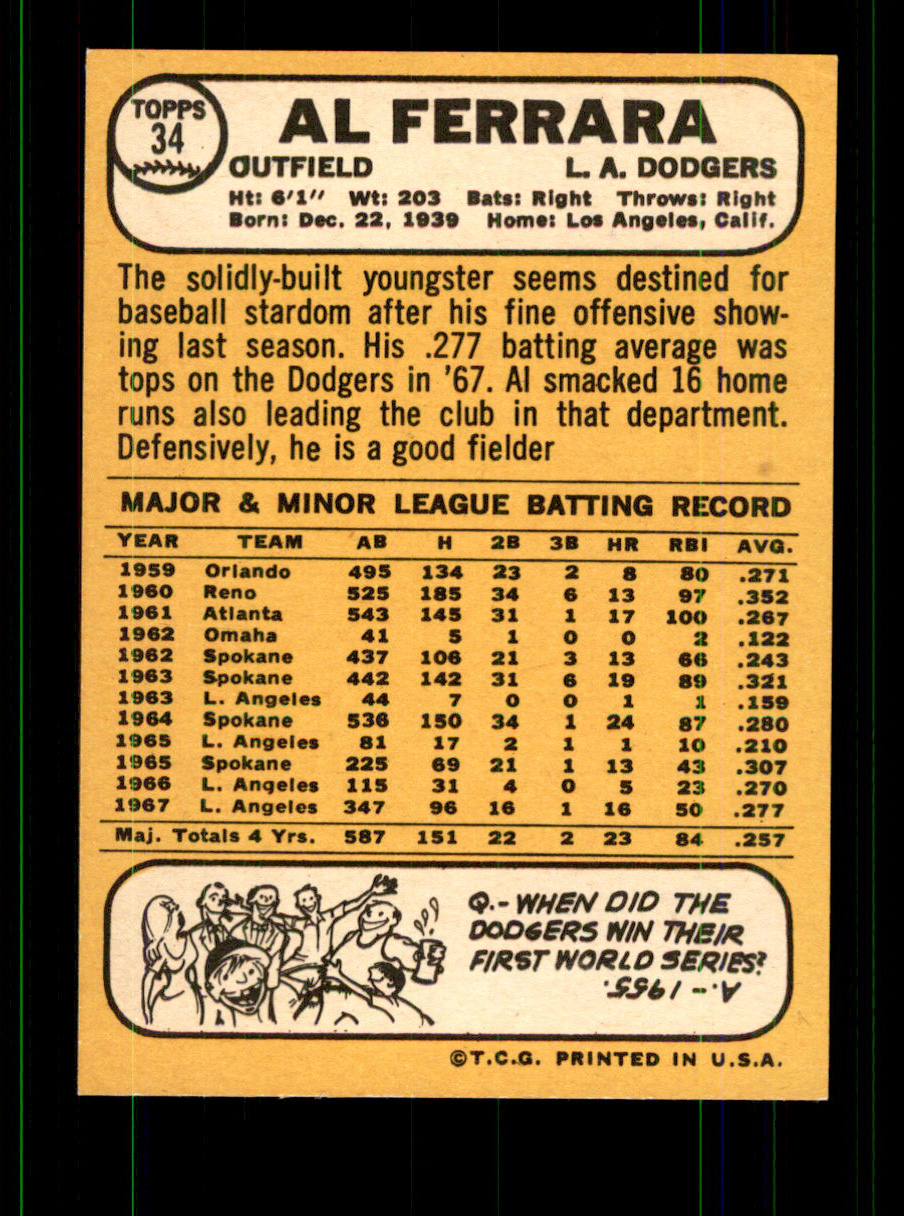 TOPPS
34
AL FERRARA
OUTFIELD L. A. DODGERS
Ht: 6'1" Wt: 203 Bats: Right Throws: Right
Born: Dec. 22, 1939 Home: Los Angeles, Calif.
The solidly-built youngster seems destined for
baseball stardom after his fine offensive show-
ing last season. His .277 batting average was
tops on the Dodgers in '67. Al smacked 16 home
runs also leading the club in that department.
Defensively, he is a good fielder
MAJOR & MINOR LEAGUE BATTING RECORD
YEAR TEAM AB H 2B 3B HR RBI AVG.
1959 Orlando 495 134 23 2 8 80 .271
1960 Reno 525 185 34 6 13 97 .352
1961 Atlanta 543 145 31 1 17 100 .267
1962 Omaha 41 5 1 0 0 2 .122
1962 Spokane 437 106 21 3 13 66 .243
1963 Spokane 442 142 31 6 19 89 .321
1963 L. Angeles 44 7 0 0 1 1 .159
1964 Spokane 536 150 34 1 24 87 .280
1965 L. Angeles 81 17 2 1 1 10 .210
1965 Spokane 225 69 21 1 13 43 .307
1966 L. Angeles 115 31 4 0 5 23 .270
1967 L. Angeles 347 96 16 1 16 50 .277
Maj. Totals 4 Yrs. 587 151 22 2 23 84 .257
Q.- WHEN DID THE
DODGERS WIN THEIR
FIRST WORLD SERIES?
A.- 1955.
©T.C.G. PRINTED IN U.S.A.